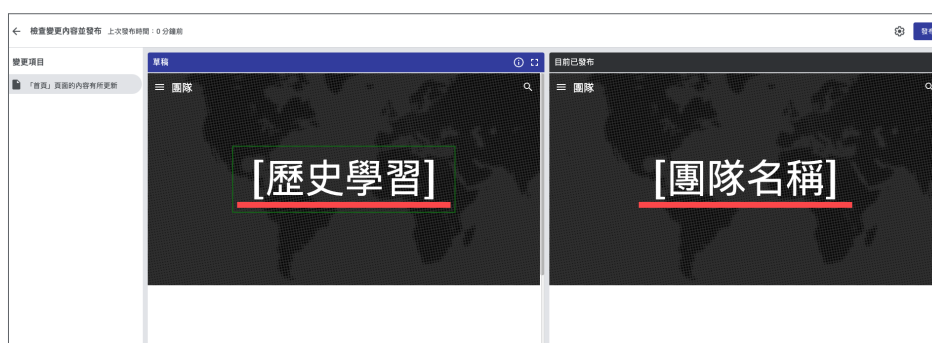 檢查變更內容並發布 上次發布時間：0 分鐘前
發布
變更項目
「首頁」頁面的內容有所更新
草稿
團隊
[歷史學習]
目前已發布
團隊
[團隊名稱]